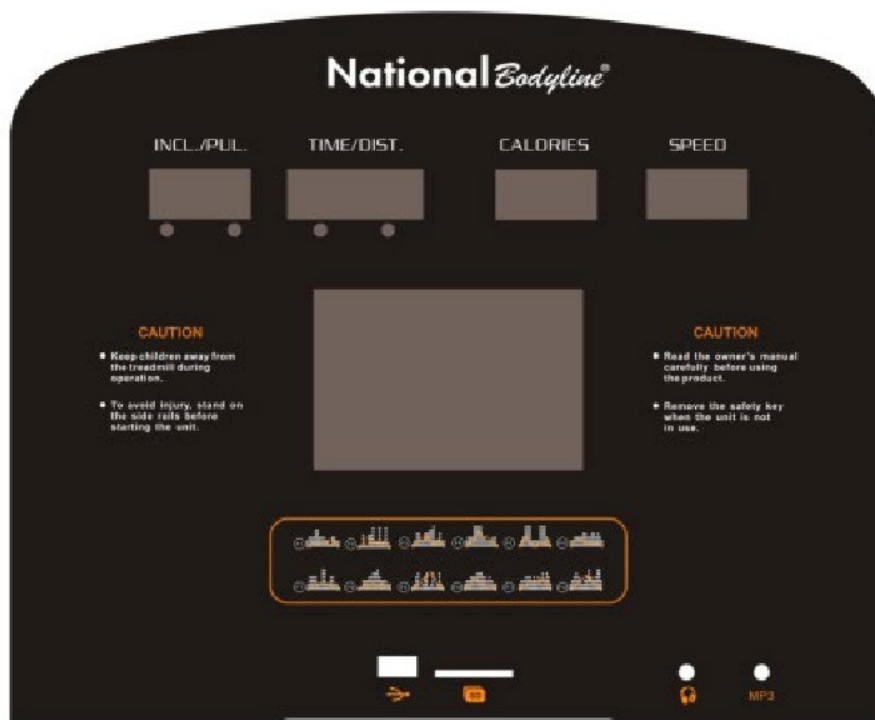 National Bodyline®
INCL./PUL. TIME/DIST. CALORIES SPEED
CAUTION
Keep children away from
the treadmill during
operation.
To avoid injury, stand on
the side rails before
starting the unit.
CAUTION
Read the owner's manual
carefully before using
the product.
Remove the safety key
when the unit is not
in use.
SD
MP3